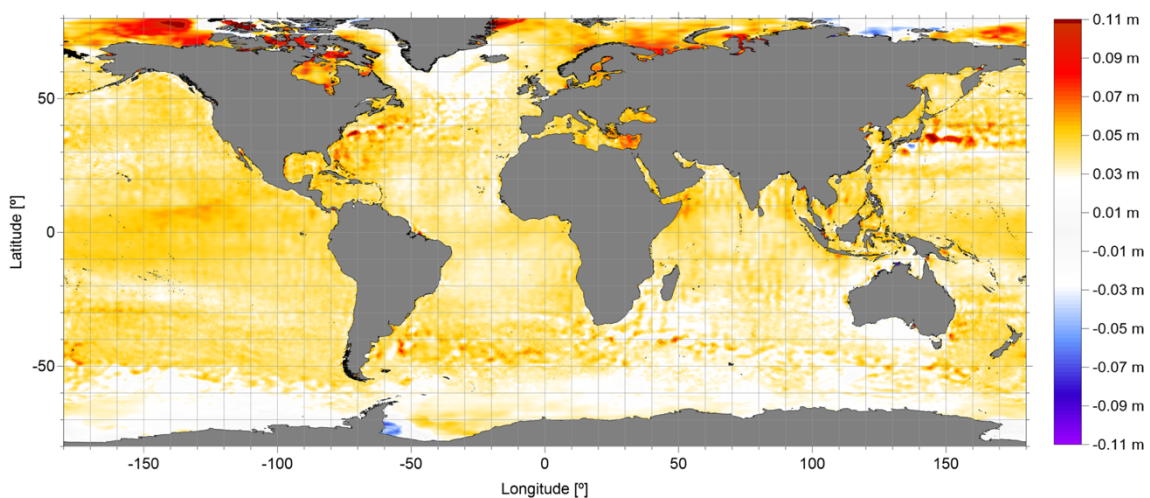 0.11 m
0.09 m
0.07 m
0.05 m
0.03 m
0.01 m
-0.01 m
-0.03 m
-0.05 m
-0.07 m
-0.09 m
-0.11 m
Latitude [º]
50
0
-50
-150
-100
-50
0
50
100
150
Longitude [º]